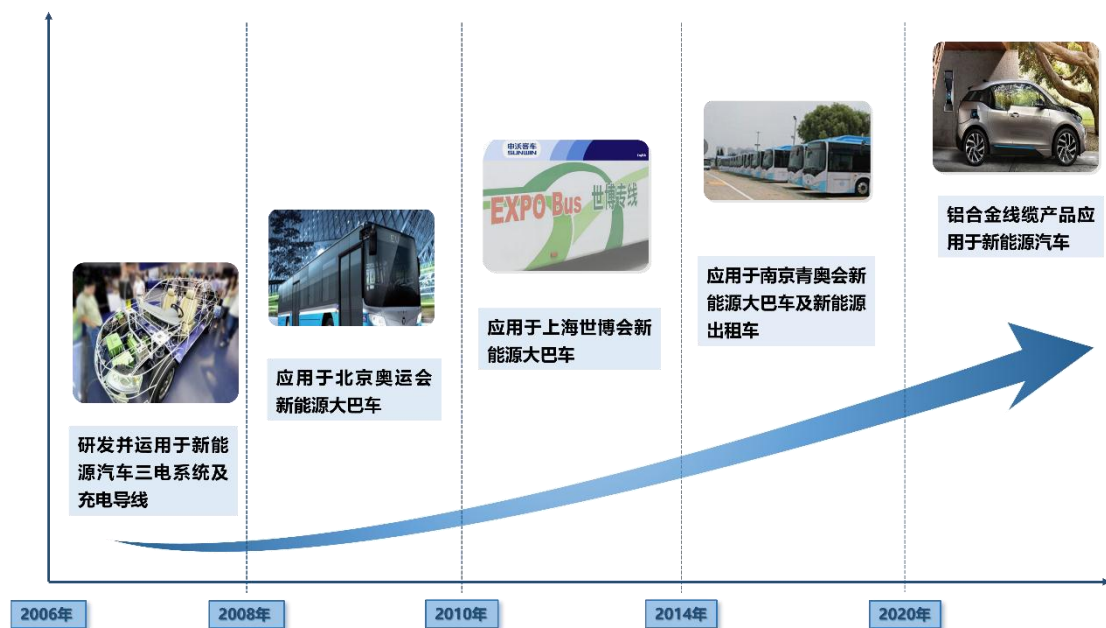 研发并运用于新能
源汽车三电系统及
充电导线
应用于北京奥运会
新能源大巴车
申沃客车
SUNWIN
EXPO Bus 世博专线
应用于上海世博会新
能源大巴车
应用于南京青奥会新
能源大巴车及新能源
出租车
铝合金线缆产品应
用于新能源汽车
2006年
2008年
2010年
2014年
2020年